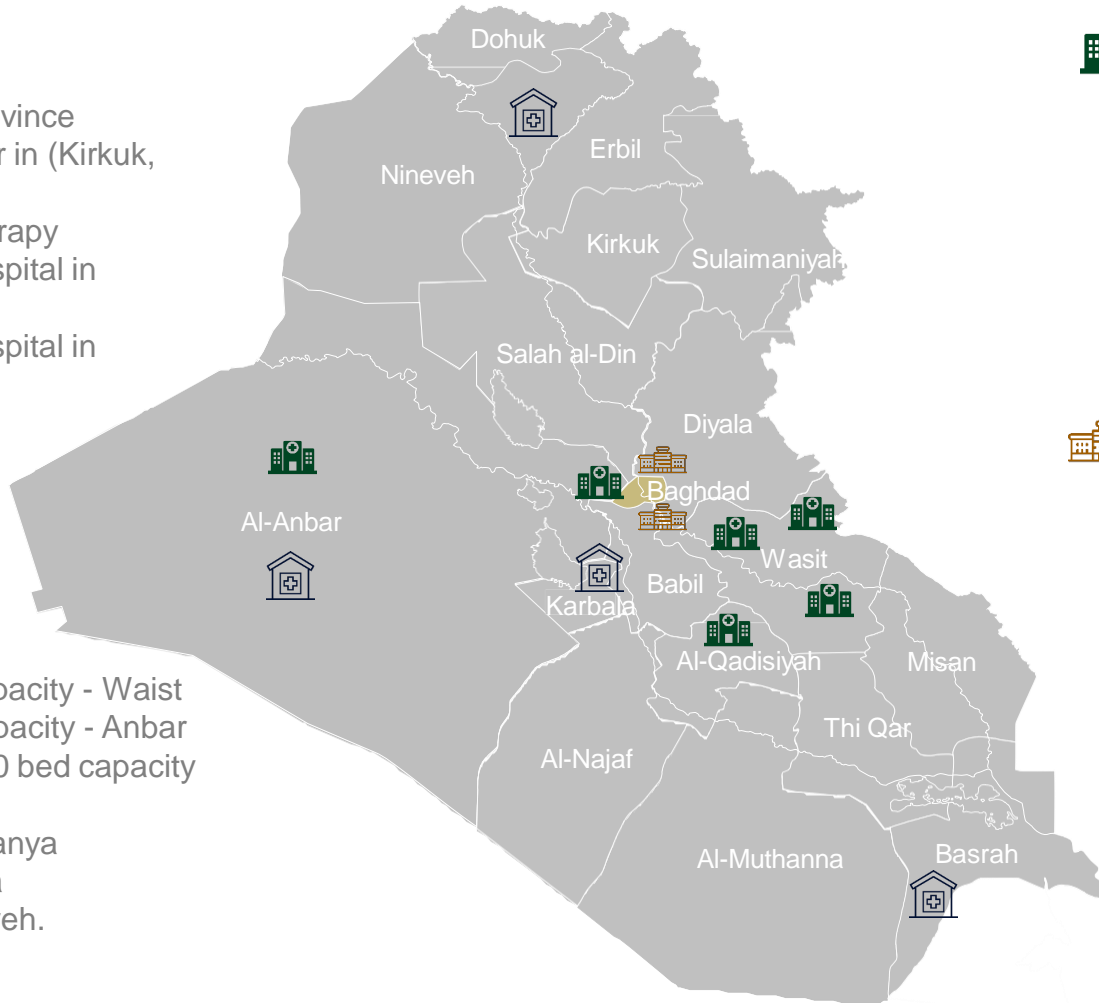 Dohuk
vince
r in (Kirkuk,
Erbil
Nineveh
rapy
Kirkuk
spital in
Sulaimaniyah
spital in
Salah al-Din
Diyala
Baghdad
Al-Anbar
Wasit
Babil
Karbala
Al-Qadisiyah
Misan
pacity - Waist
pacity - Anbar
Thi Qar
0 bed capacity
Al-Najaf
anya
Al-Muthanna
Basrah
a
veh.